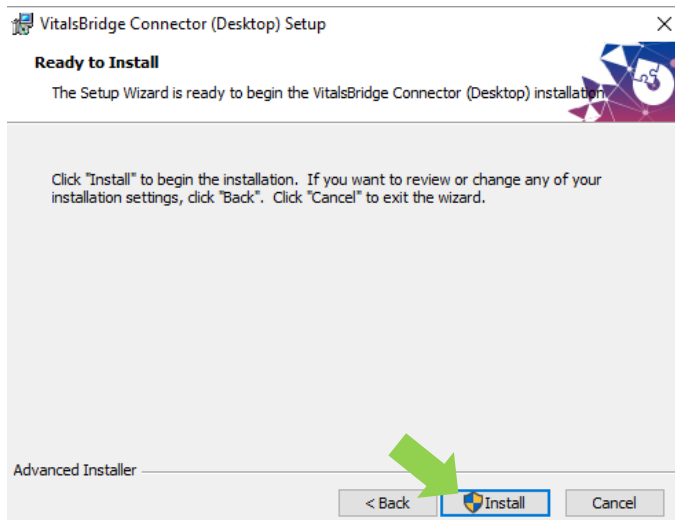 VitalsBridge Connector (Desktop) Setup
Ready to Install
The Setup Wizard is ready to begin the VitalsBridge Connector (Desktop) installation.
Click "Install" to begin the installation.  If you want to review or change any of your
installation settings, click "Back".  Click "Cancel" to exit the wizard.
Advanced Installer
< Back
Install
Cancel